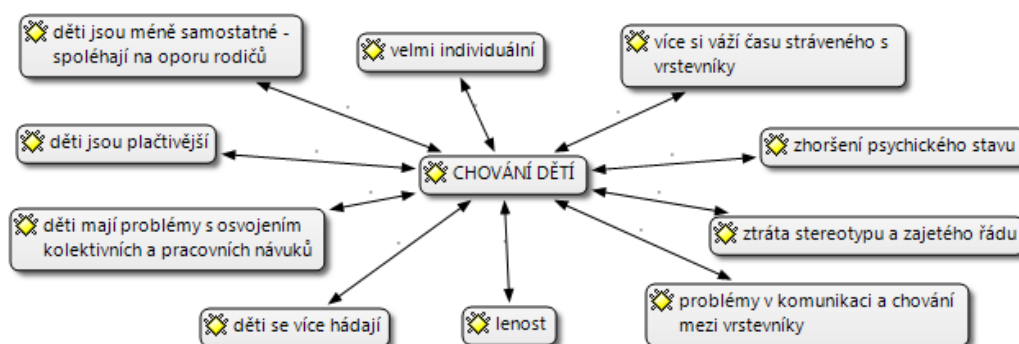 děti jsou méně samostatné -
spoléhají na oporu rodičů
velmi individuální
více si váží času stráveného s
vrstevníky
děti jsou plačtivější
CHOVÁNÍ DĚTÍ
zhoršení psychického stavu
děti mají problémy s osvojením
kolektivních a pracovních návuků
ztráta stereotypu a zajetého řádu
děti se více hádají
lenost
problémy v komunikaci a chování
mezi vrstevníky